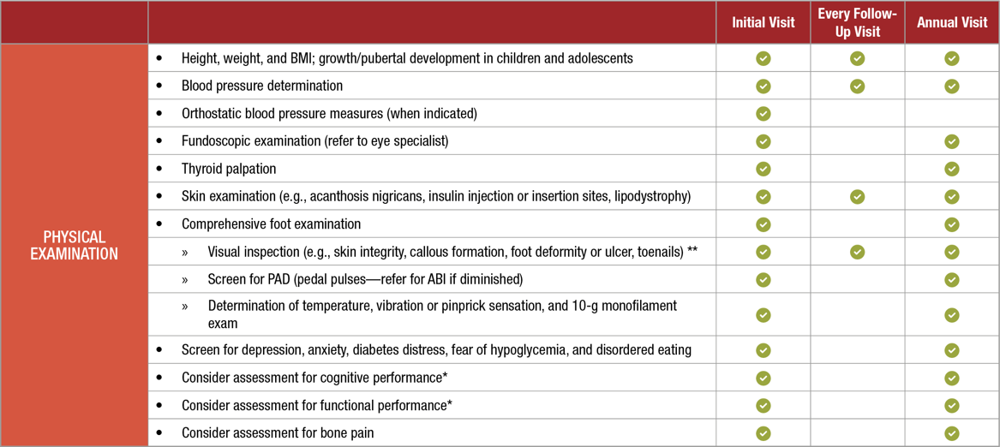 Initial Visit
Every Follow-
Up Visit
Annual Visit
PHYSICAL
EXAMINATION
• Height, weight, and BMI; growth/pubertal development in children and adolescents
• Blood pressure determination
• Orthostatic blood pressure measures (when indicated)
• Fundoscopic examination (refer to eye specialist)
• Thyroid palpation
• Skin examination (e.g., acanthosis nigricans, insulin injection or insertion sites, lipodystrophy)
• Comprehensive foot examination
» Visual inspection (e.g., skin integrity, callous formation, foot deformity or ulcer, toenails) **
» Screen for PAD (pedal pulses—refer for ABI if diminished)
» Determination of temperature, vibration or pinprick sensation, and 10-g monofilament
exam
• Screen for depression, anxiety, diabetes distress, fear of hypoglycemia, and disordered eating
• Consider assessment for cognitive performance*
• Consider assessment for functional performance*
• Consider assessment for bone pain